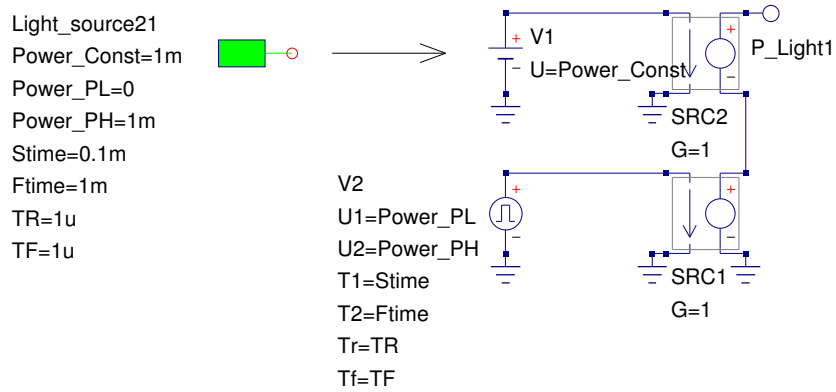 Light_source21
Power_Const=1m
Power_PL=0
Power_PH=1m
Stime=0.1m
Ftime=1m
TR=1u
TF=1u
V1
U=Power_Const
SRC2
G=1
P_Light1
V2
U1=Power_PL
U2=Power_PH
T1=Stime
T2=Ftime
Tr=TR
Tf=TF
SRC1
G=1